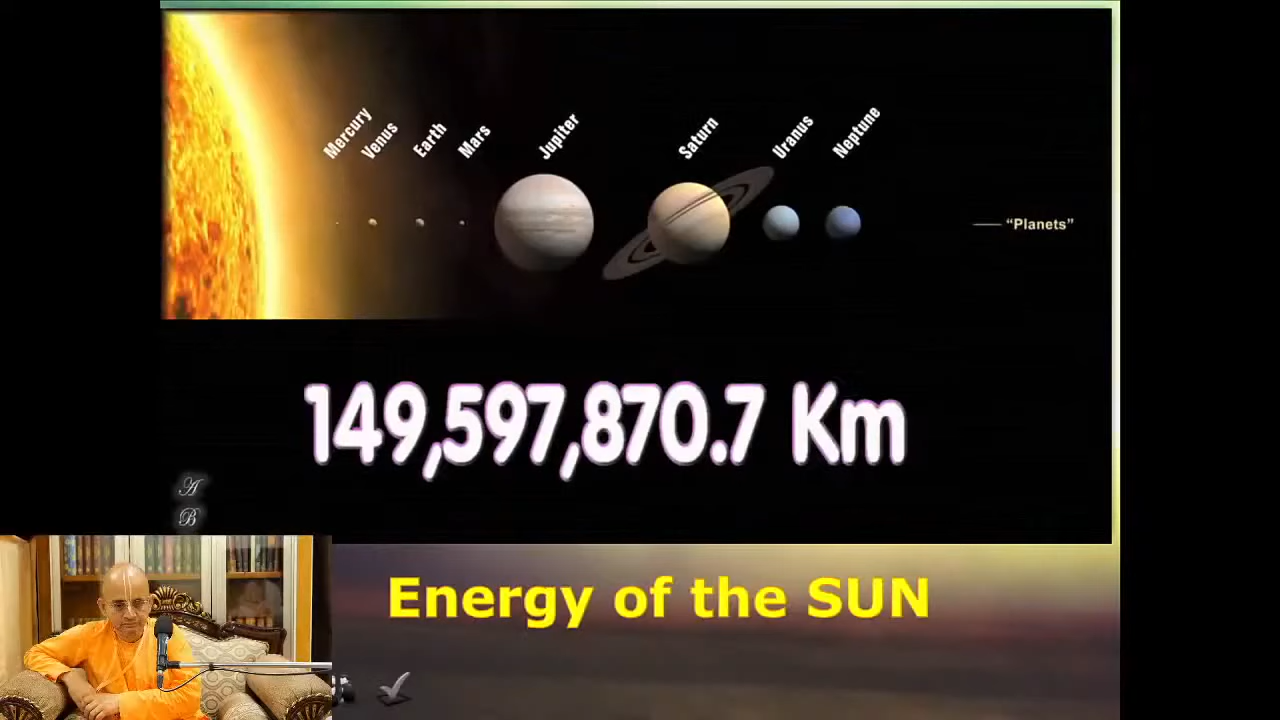 Mercury
Venus
Earth
Mars
Jupiter
Saturn
Uranus
Neptune
“Planets”
149,597,870.7 Km
A
B
Energy of the SUN